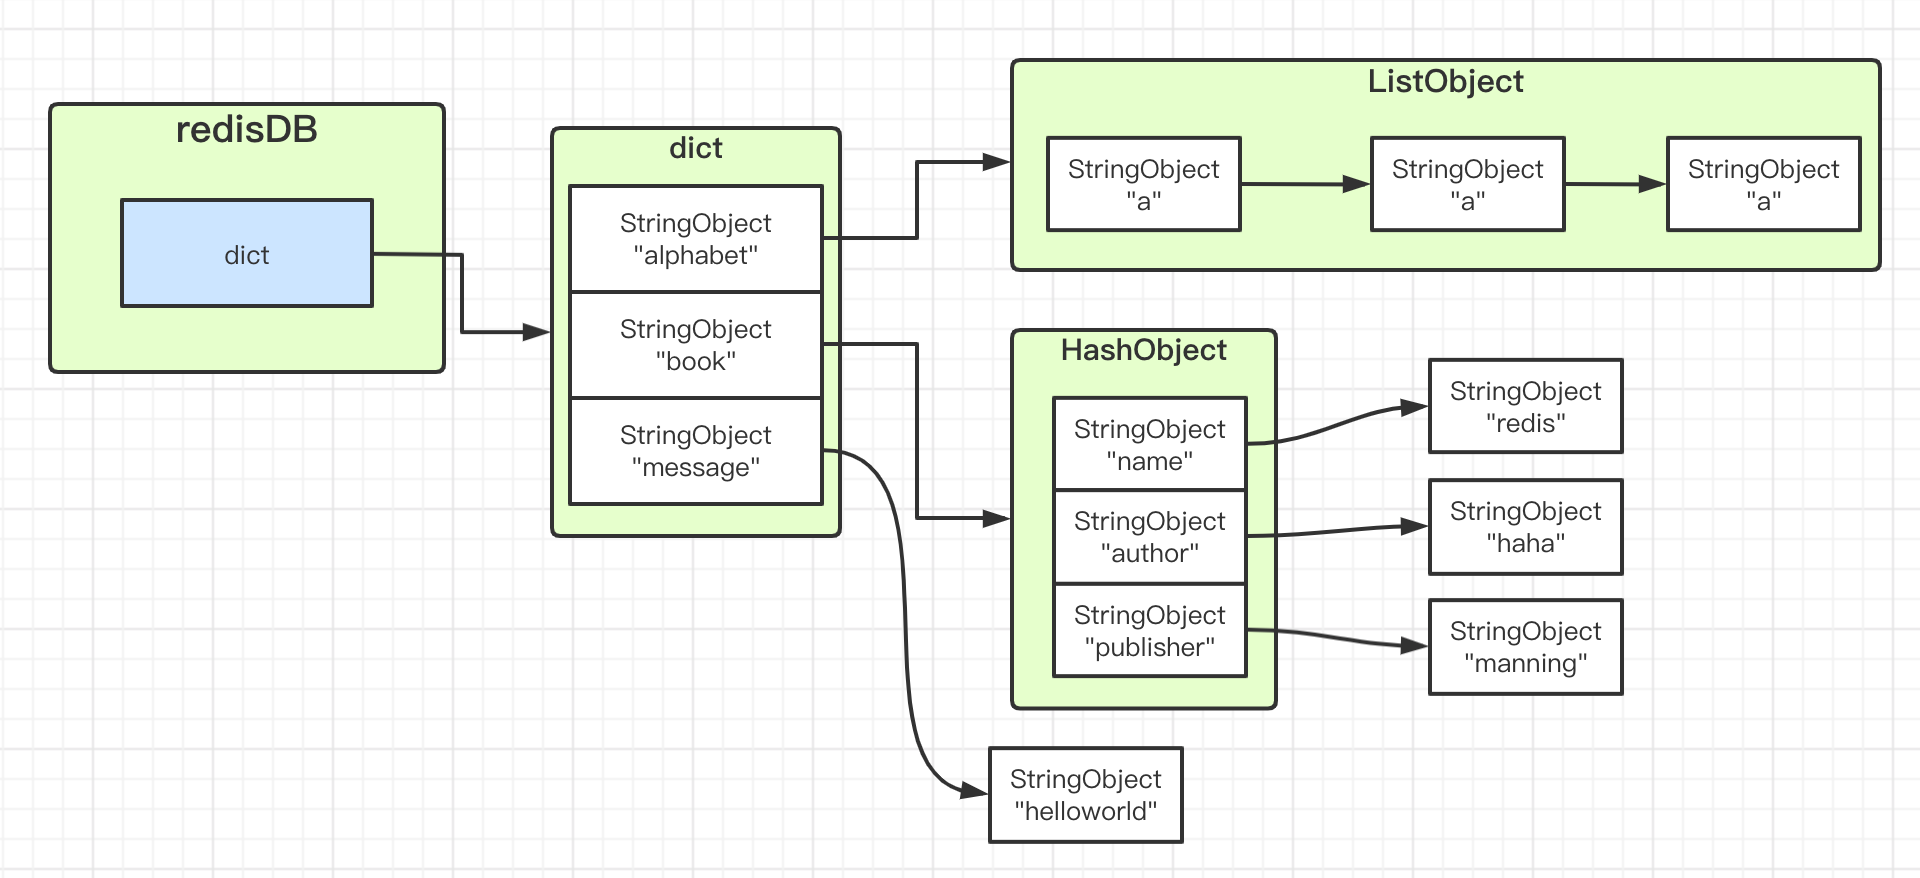 redisDB
dict
dict
StringObject
"alphabet"
StringObject
"book"
StringObject
"message"
ListObject
StringObject
"a"
StringObject
"a"
StringObject
"a"
HashObject
StringObject
"name"
StringObject
"author"
StringObject
"publisher"
StringObject
"redis"
StringObject
"haha"
StringObject
"manning"
StringObject
"helloworld"